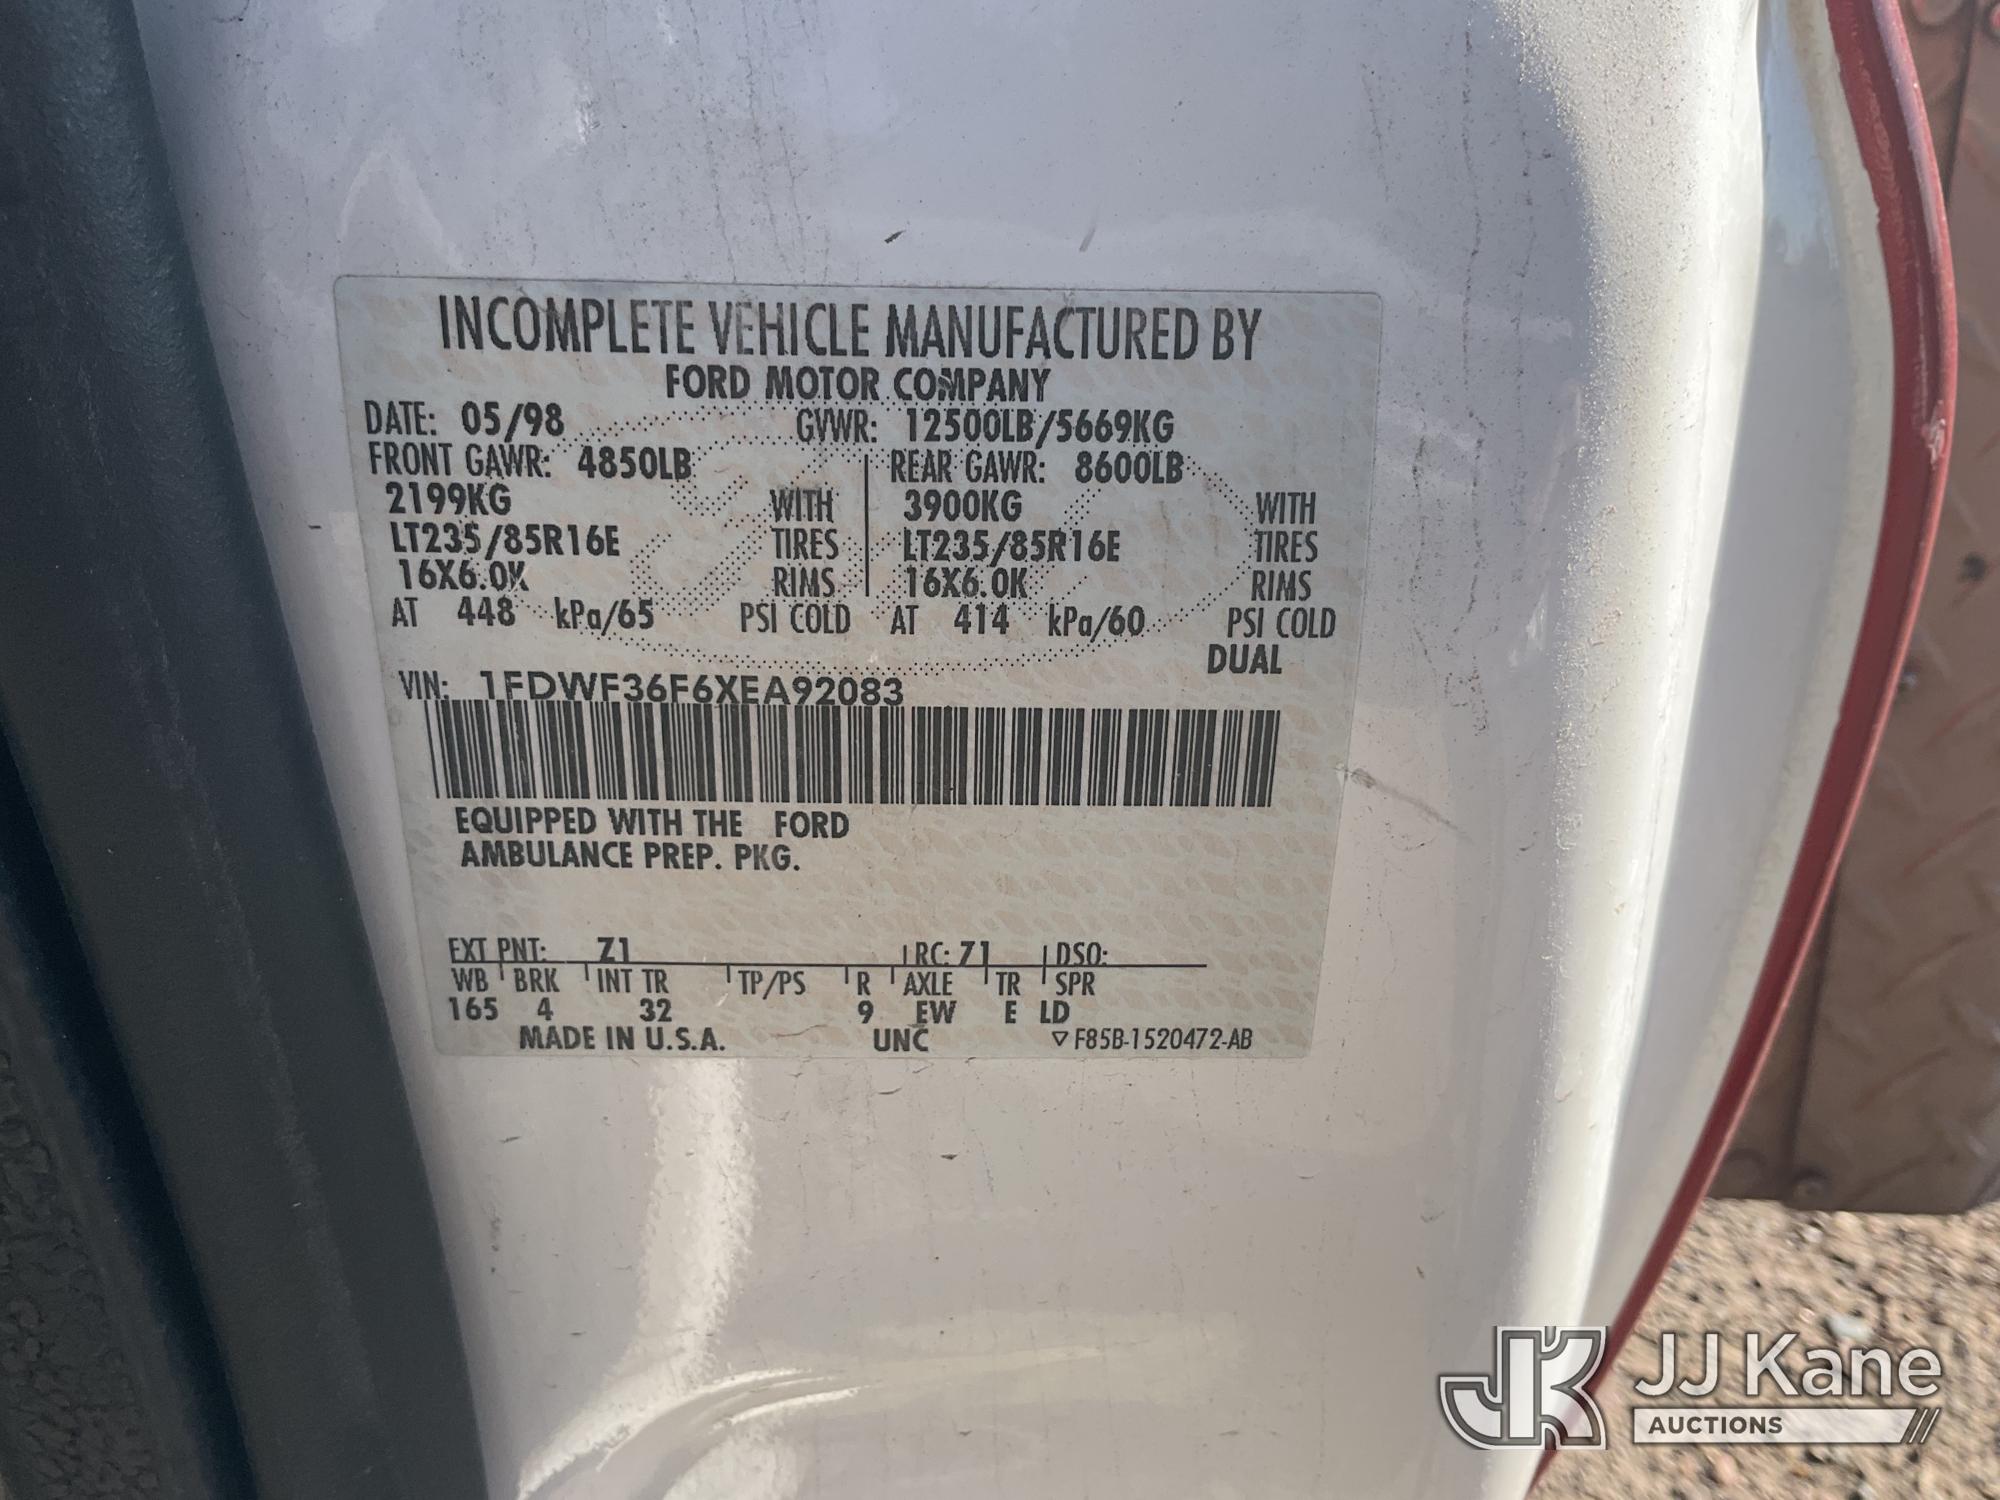 INCOMPLETE VEHICLE MANUFACTURED BY
FORD MOTOR COMPANY
DATE: 05/98 GVWR: 12500LB/5669KG
FRONT GAWR: 4850LB REAR GAWR: 8600LB
2199KG WITH 3900KG WITH
LT235/85R16E TIRES LT235/85R16E TIRES
16X6.0K RIMS 16X6.0K RIMS
AT 448 kPa/65 PSI COLD AT 414 kPa/60 PSI COLD
DUAL
VIN: 1FDWF36F6XEA92083
EQUIPPED WITH THE FORD
AMBULANCE PREP. PKG.
EXT PNT: Z1 RC: 71 DSO:
WB BRK INT TR TP/PS R AXLE TR SPR
165 4 32 9 EW E LD
MADE IN U.S.A. UNC F85B-1520472-AB
JK JJ Kane
AUCTIONS